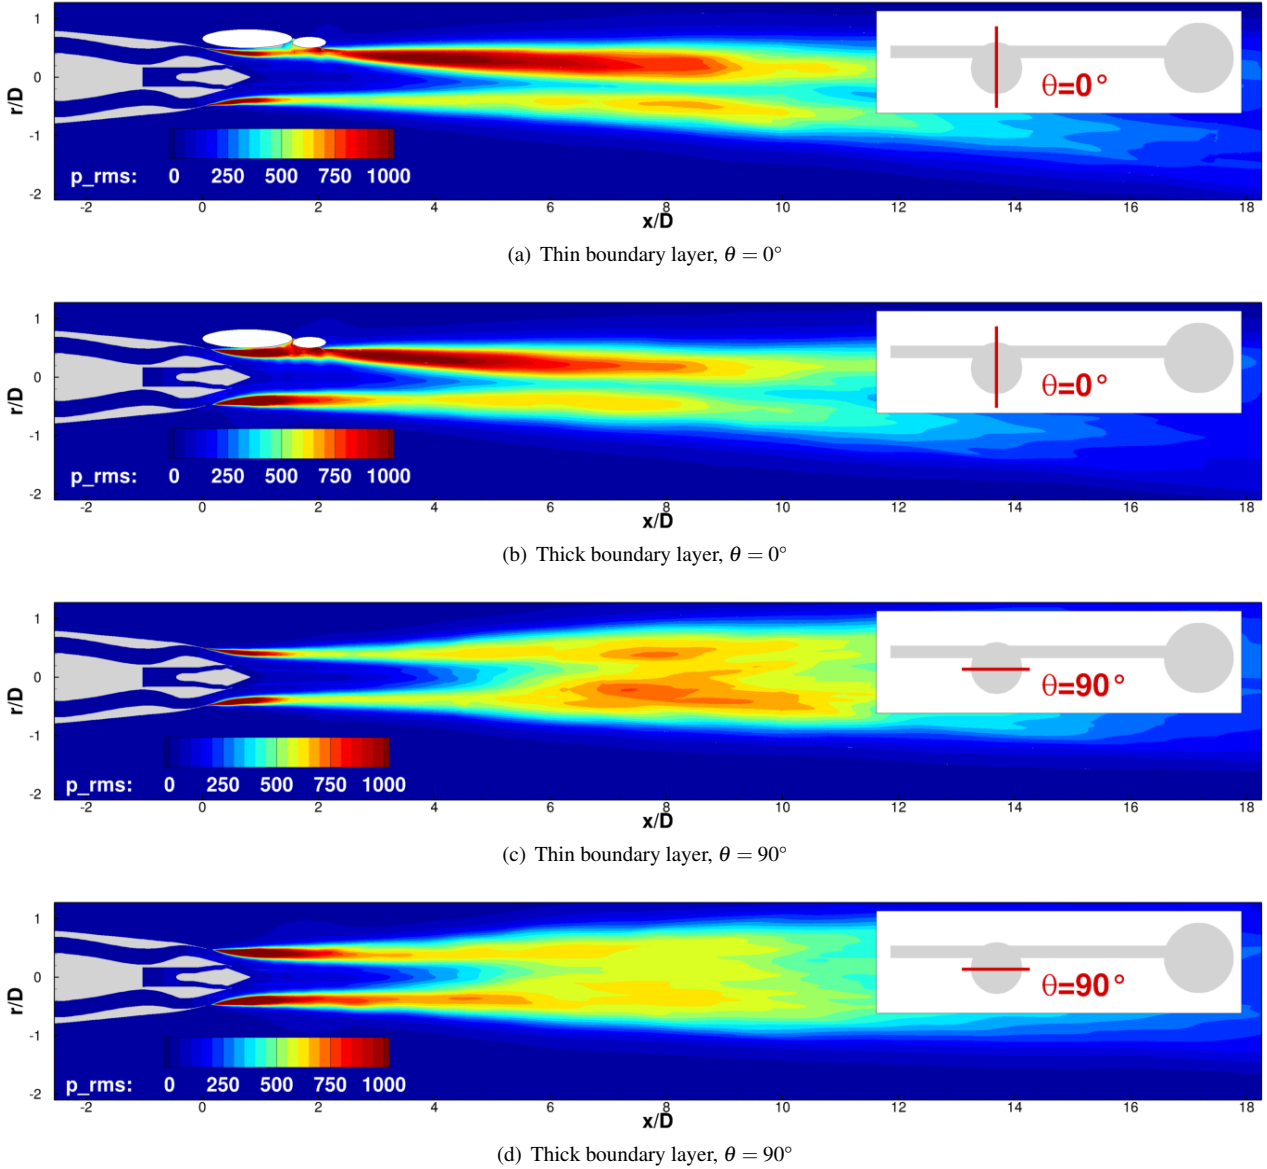 1
0
-1
-2
r/D
θ=0°
p_rms: 0 250 500 750 1000
-2 0 2 4 6 8 10 12 14 16 18
x/D
(a) Thin boundary layer, θ = 0°
1
0
-1
-2
r/D
θ=0°
p_rms: 0 250 500 750 1000
-2 0 2 4 6 8 10 12 14 16 18
x/D
(b) Thick boundary layer, θ = 0°
1
0
-1
-2
r/D
θ=90°
p_rms: 0 250 500 750 1000
-2 0 2 4 6 8 10 12 14 16 18
x/D
(c) Thin boundary layer, θ = 90°
1
0
-1
-2
r/D
θ=90°
p_rms: 0 250 500 750 1000
-2 0 2 4 6 8 10 12 14 16 18
x/D
(d) Thick boundary layer, θ = 90°